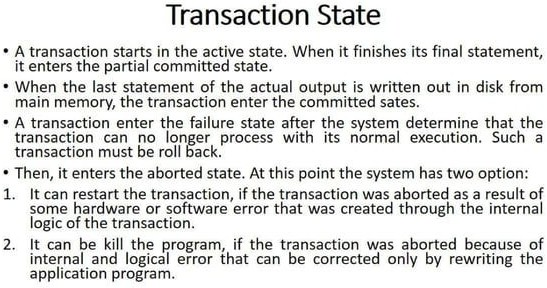 Transaction State
• A transaction starts in the active state. When it finishes its final statement,
it enters the partial committed state.
• When the last statement of the actual output is written out in disk from
main memory, the transaction enter the committed sates.
• A transaction enter the failure state after the system determine that the
transaction can no longer process with its normal execution. Such a
transaction must be roll back.
• Then, it enters the aborted state. At this point the system has two option:
1. It can restart the transaction, if the transaction was aborted as a result of
some hardware or software error that was created through the internal
logic of the transaction.
2. It can be kill the program, if the transaction was aborted because of
internal and logical error that can be corrected only by rewriting the
application program.